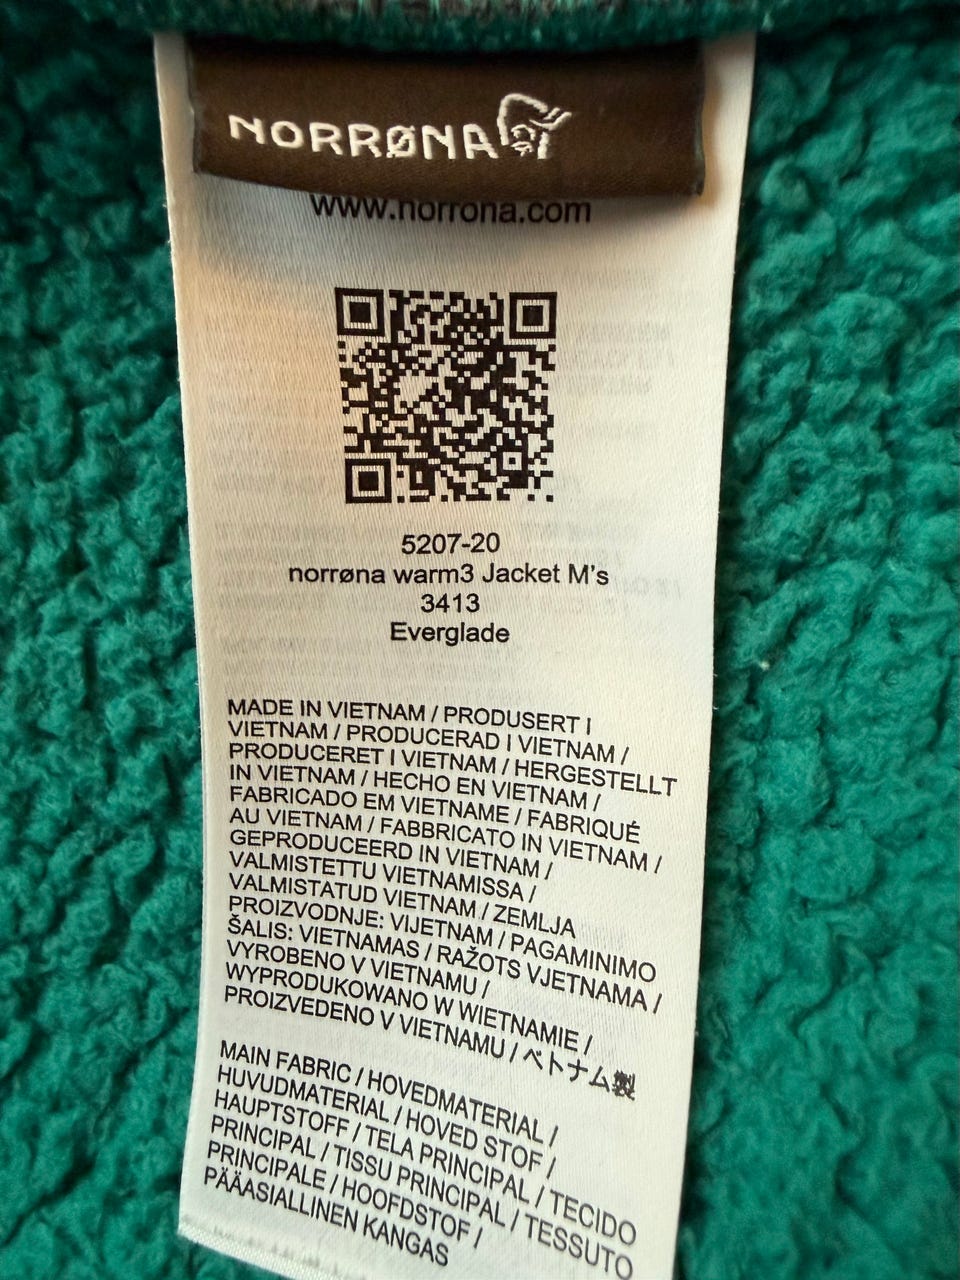 NORRØNA
www.norrona.com
5207-20
norrøna warm3 Jacket M's
3413
Everglade
MADE IN VIETNAM / PRODUSERT I
VIETNAM / PRODUCERAD I VIETNAM /
PRODUCERET I VIETNAM / HERGESTELLT
IN VIETNAM / HECHO EN VIETNAM /
FABRICADO EM VIETNAME / FABRIQUÉ
AU VIETNAM / FABBRICATO IN VIETNAM /
GEPRODUCEERD IN VIETNAM /
VALMISTETTU VIETNAMISSA /
VALMISTATUD VIETNAM / ZEMLJA
PROIZVODNJE: VIJETNAM / PAGAMINIMO
ŠALIS: VIETNAMAS / RAŽOTS VJETNAMA /
VYROBENO V VIETNAMU /
WYPRODUKOWANO W WIETNAMIE /
PROIZVEDENO V VIETNAMU / ベトナム製
MAIN FABRIC / HOVEDMATERIAL /
HUVUDMATERIAL / HOVED STOF /
HAUPTSTOFF / TELA PRINCIPAL / TECIDO
PRINCIPAL / TISSU PRINCIPAL / TESSUTO
PRINCIPALE / HOOFDSTOF /
PÄÄASIALLINEN KANGAS